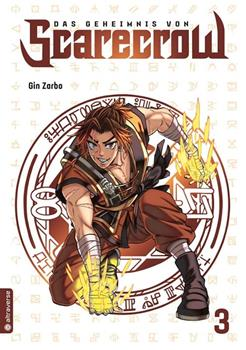 DAS GEHEIMNIS VON
Scarecrow
Gin Zarbo
3
altraverse